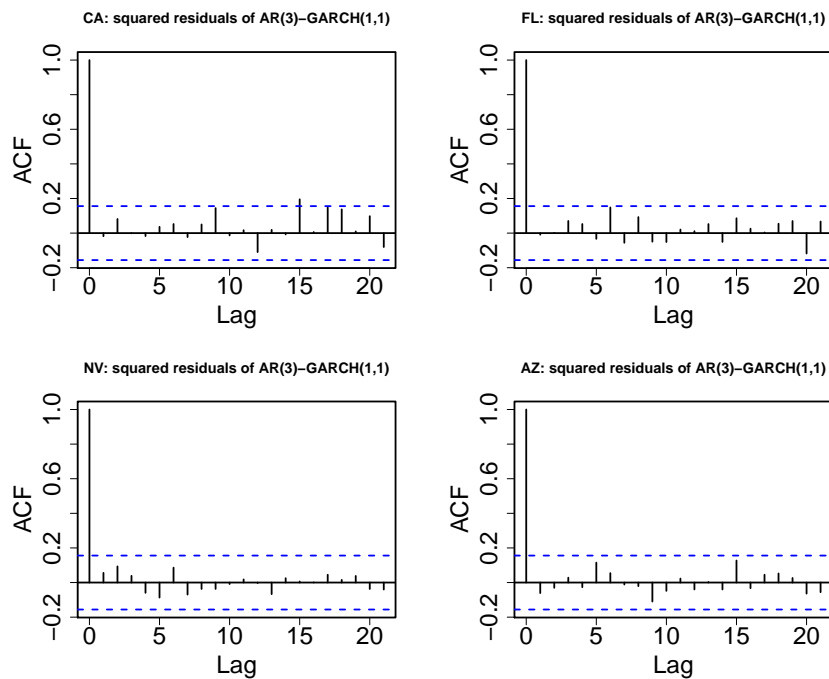 CA: squared residuals of AR(3)−GARCH(1,1)
ACF
1.0
0.6
0.2
−0.2
0 5 10 15 20
Lag
FL: squared residuals of AR(3)−GARCH(1,1)
ACF
1.0
0.6
0.2
−0.2
0 5 10 15 20
Lag
NV: squared residuals of AR(3)−GARCH(1,1)
ACF
1.0
0.6
0.2
−0.2
0 5 10 15 20
Lag
AZ: squared residuals of AR(3)−GARCH(1,1)
ACF
1.0
0.6
0.2
−0.2
0 5 10 15 20
Lag